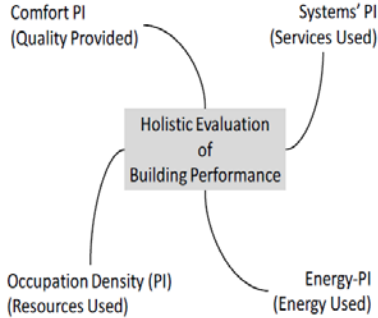 Comfort PI
(Quality Provided)
Systems' PI
(Services Used)
Holistic Evaluation
of
Building Performance
Occupation Density (PI)
(Resources Used)
Energy-PI
(Energy Used)